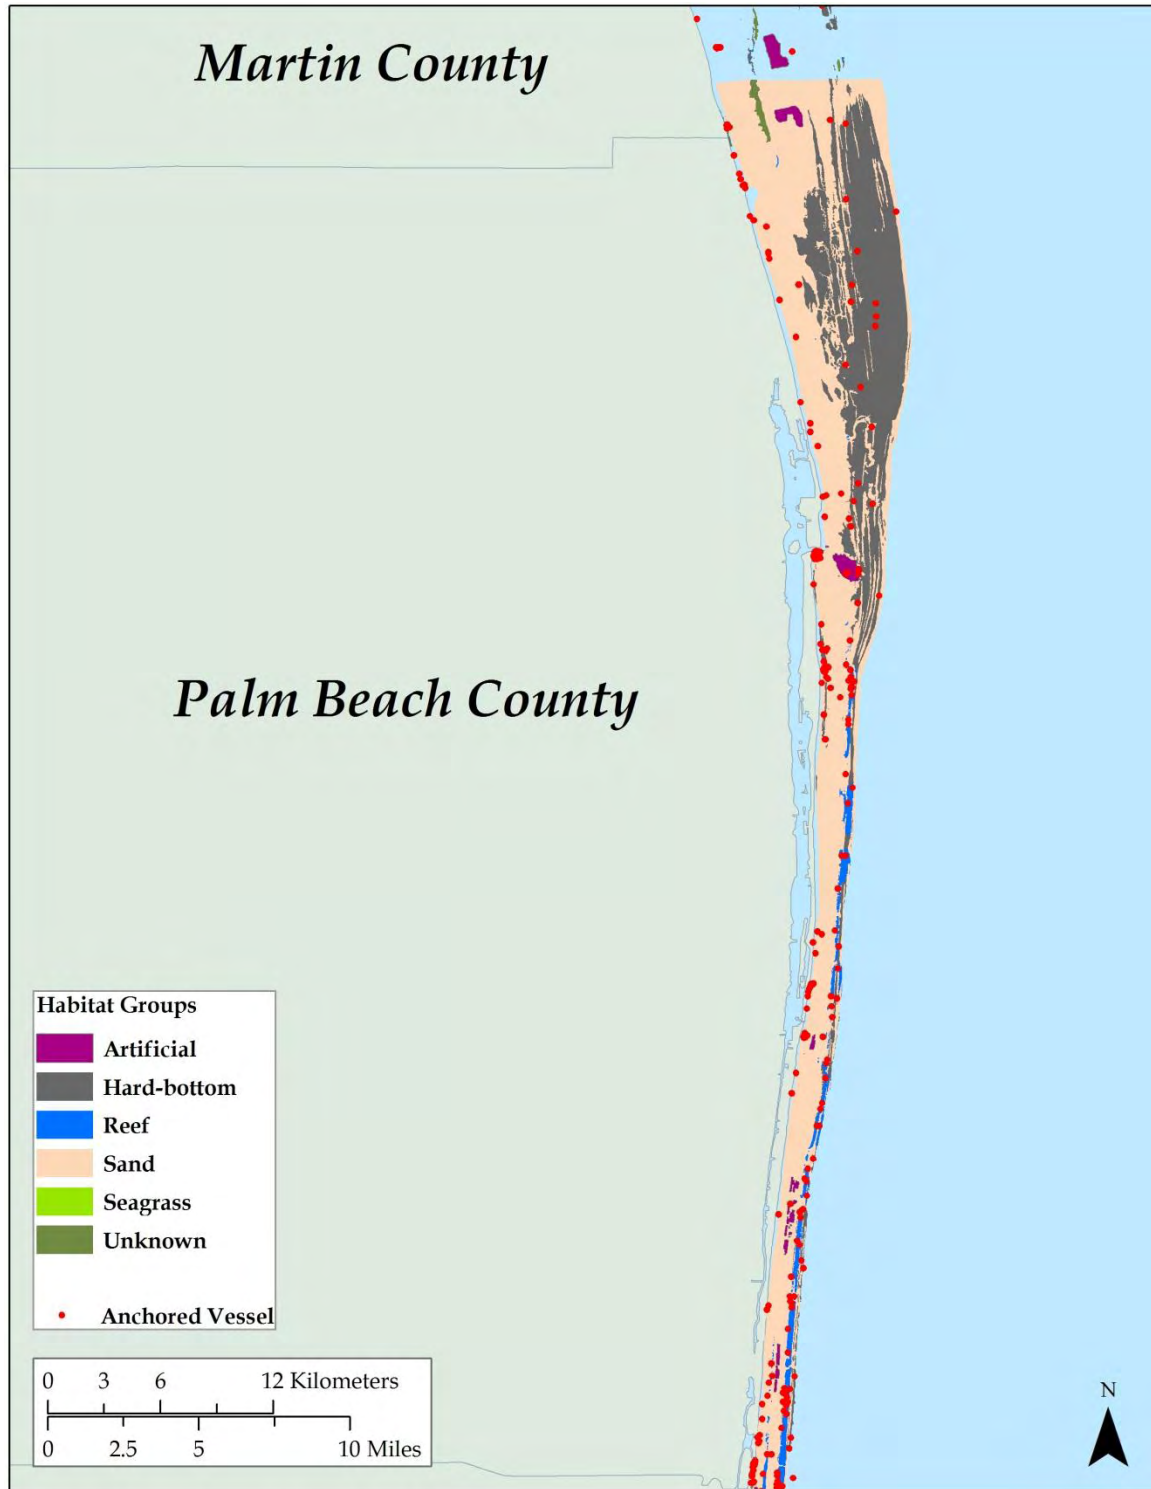 Martin County
Palm Beach County
Habitat Groups
Artificial
Hard-bottom
Reef
Sand
Seagrass
Unknown
Anchored Vessel
0 3 6 12 Kilometers
0 2.5 5 10 Miles
N